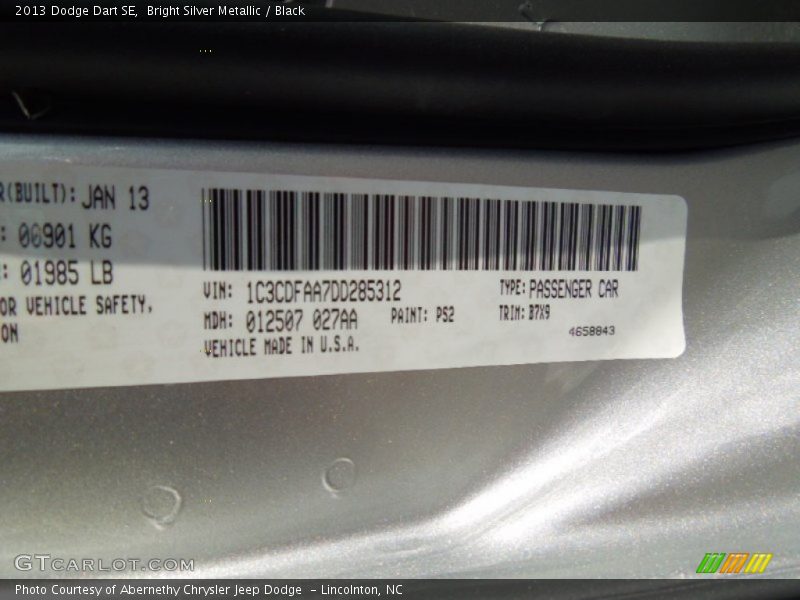 2013 Dodge Dart SE, Bright Silver Metallic / Black
R(BUILT): JAN 13
: 00901 KG
: 01985 LB
OR VEHICLE SAFETY,
ON
VIN: 1C3CDFAA7DD285312
TYPE: PASSENGER CAR
MDH: 012507 027AA
PAINT: PS2
TRIM: B7X9
VEHICLE MADE IN U.S.A.
4658843
GTCARLOT.COM
Photo Courtesy of Abernethy Chrysler Jeep Dodge - Lincolnton, NC